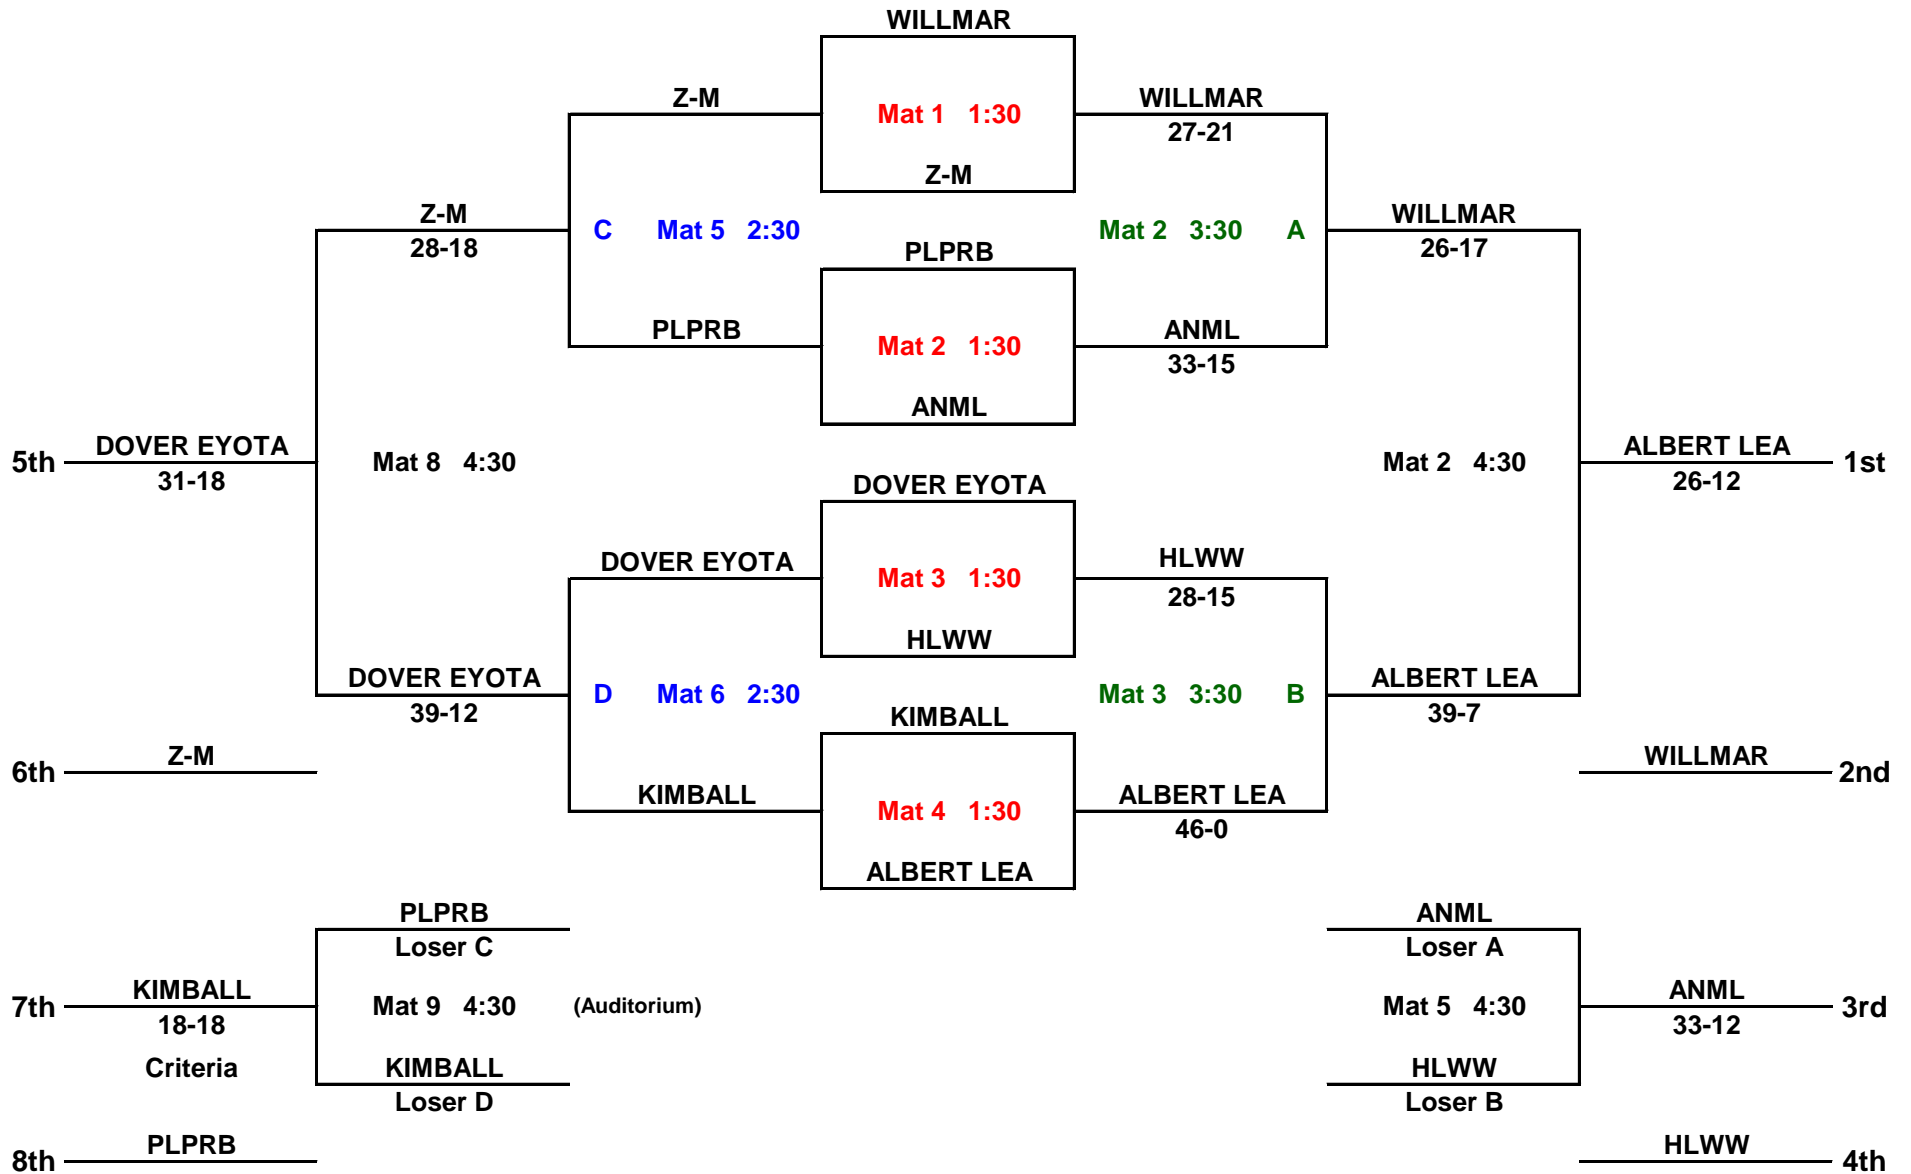 WILLMAR
Z-M
Mat 1 1:30
WILLMAR
27-21
Z-M
Z-M
28-18
C Mat 5 2:30
Mat 2 3:30 A
WILLMAR
26-17
PLPRB
PLPRB
Mat 2 1:30
ANML
33-15
ANML
5th
DOVER EYOTA
31-18
Mat 8 4:30
Mat 2 4:30
ALBERT LEA
26-12
1st
DOVER EYOTA
DOVER EYOTA
Mat 3 1:30
HLWW
28-15
HLWW
DOVER EYOTA
39-12
D Mat 6 2:30
Mat 3 3:30 B
ALBERT LEA
39-7
KIMBALL
6th
Z-M
WILLMAR
2nd
KIMBALL
Mat 4 1:30
ALBERT LEA
46-0
ALBERT LEA
PLPRB
Loser C
ANML
Loser A
7th
KIMBALL
18-18
Criteria
Mat 9 4:30
(Auditorium)
Mat 5 4:30
ANML
33-12
3rd
KIMBALL
Loser D
HLWW
Loser B
8th
PLPRB
HLWW
4th